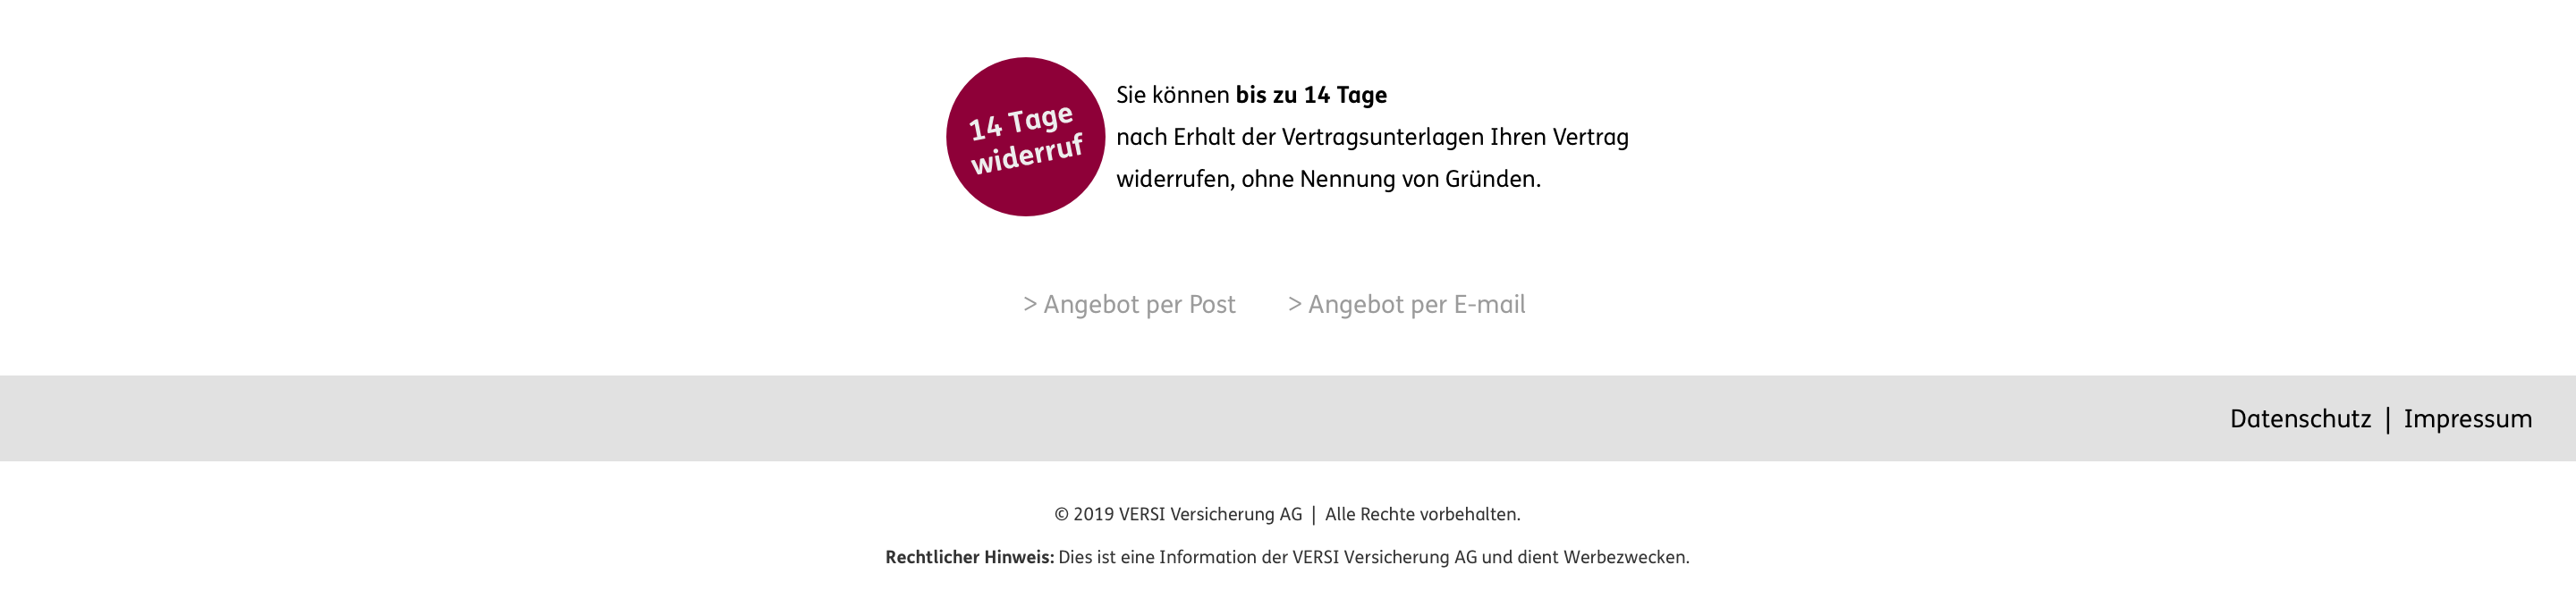 14 Tage
widerruf
Sie können bis zu 14 Tage
nach Erhalt der Vertragsunterlagen Ihren Vertrag
widerrufen, ohne Nennung von Gründen.
> Angebot per Post > Angebot per E-mail
Datenschutz | Impressum
© 2019 VERSI Versicherung AG | Alle Rechte vorbehalten.
Rechtlicher Hinweis: Dies ist eine Information der VERSI Versicherung AG und dient Werbezwecken.